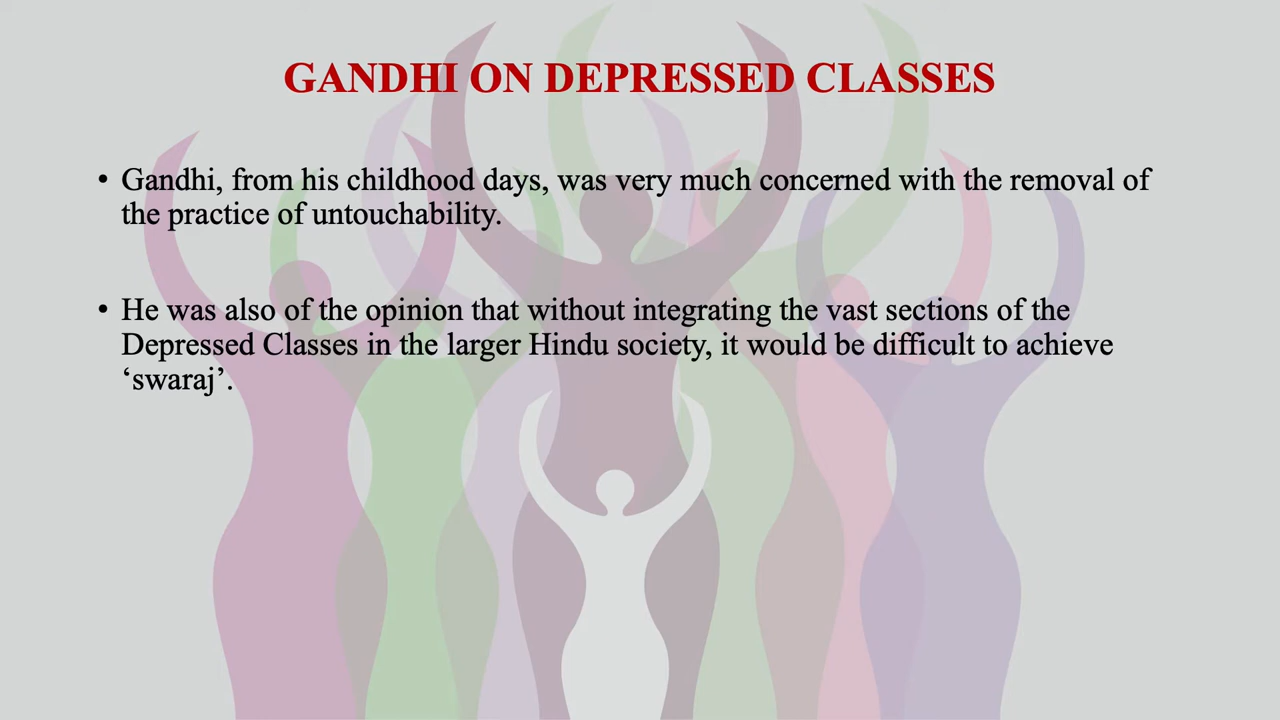 GANDHI ON DEPRESSED CLASSES
• Gandhi, from his childhood days, was very much concerned with the removal of
the practice of untouchability.
• He was also of the opinion that without integrating the vast sections of the
Depressed Classes in the larger Hindu society, it would be difficult to achieve
‘swaraj’.